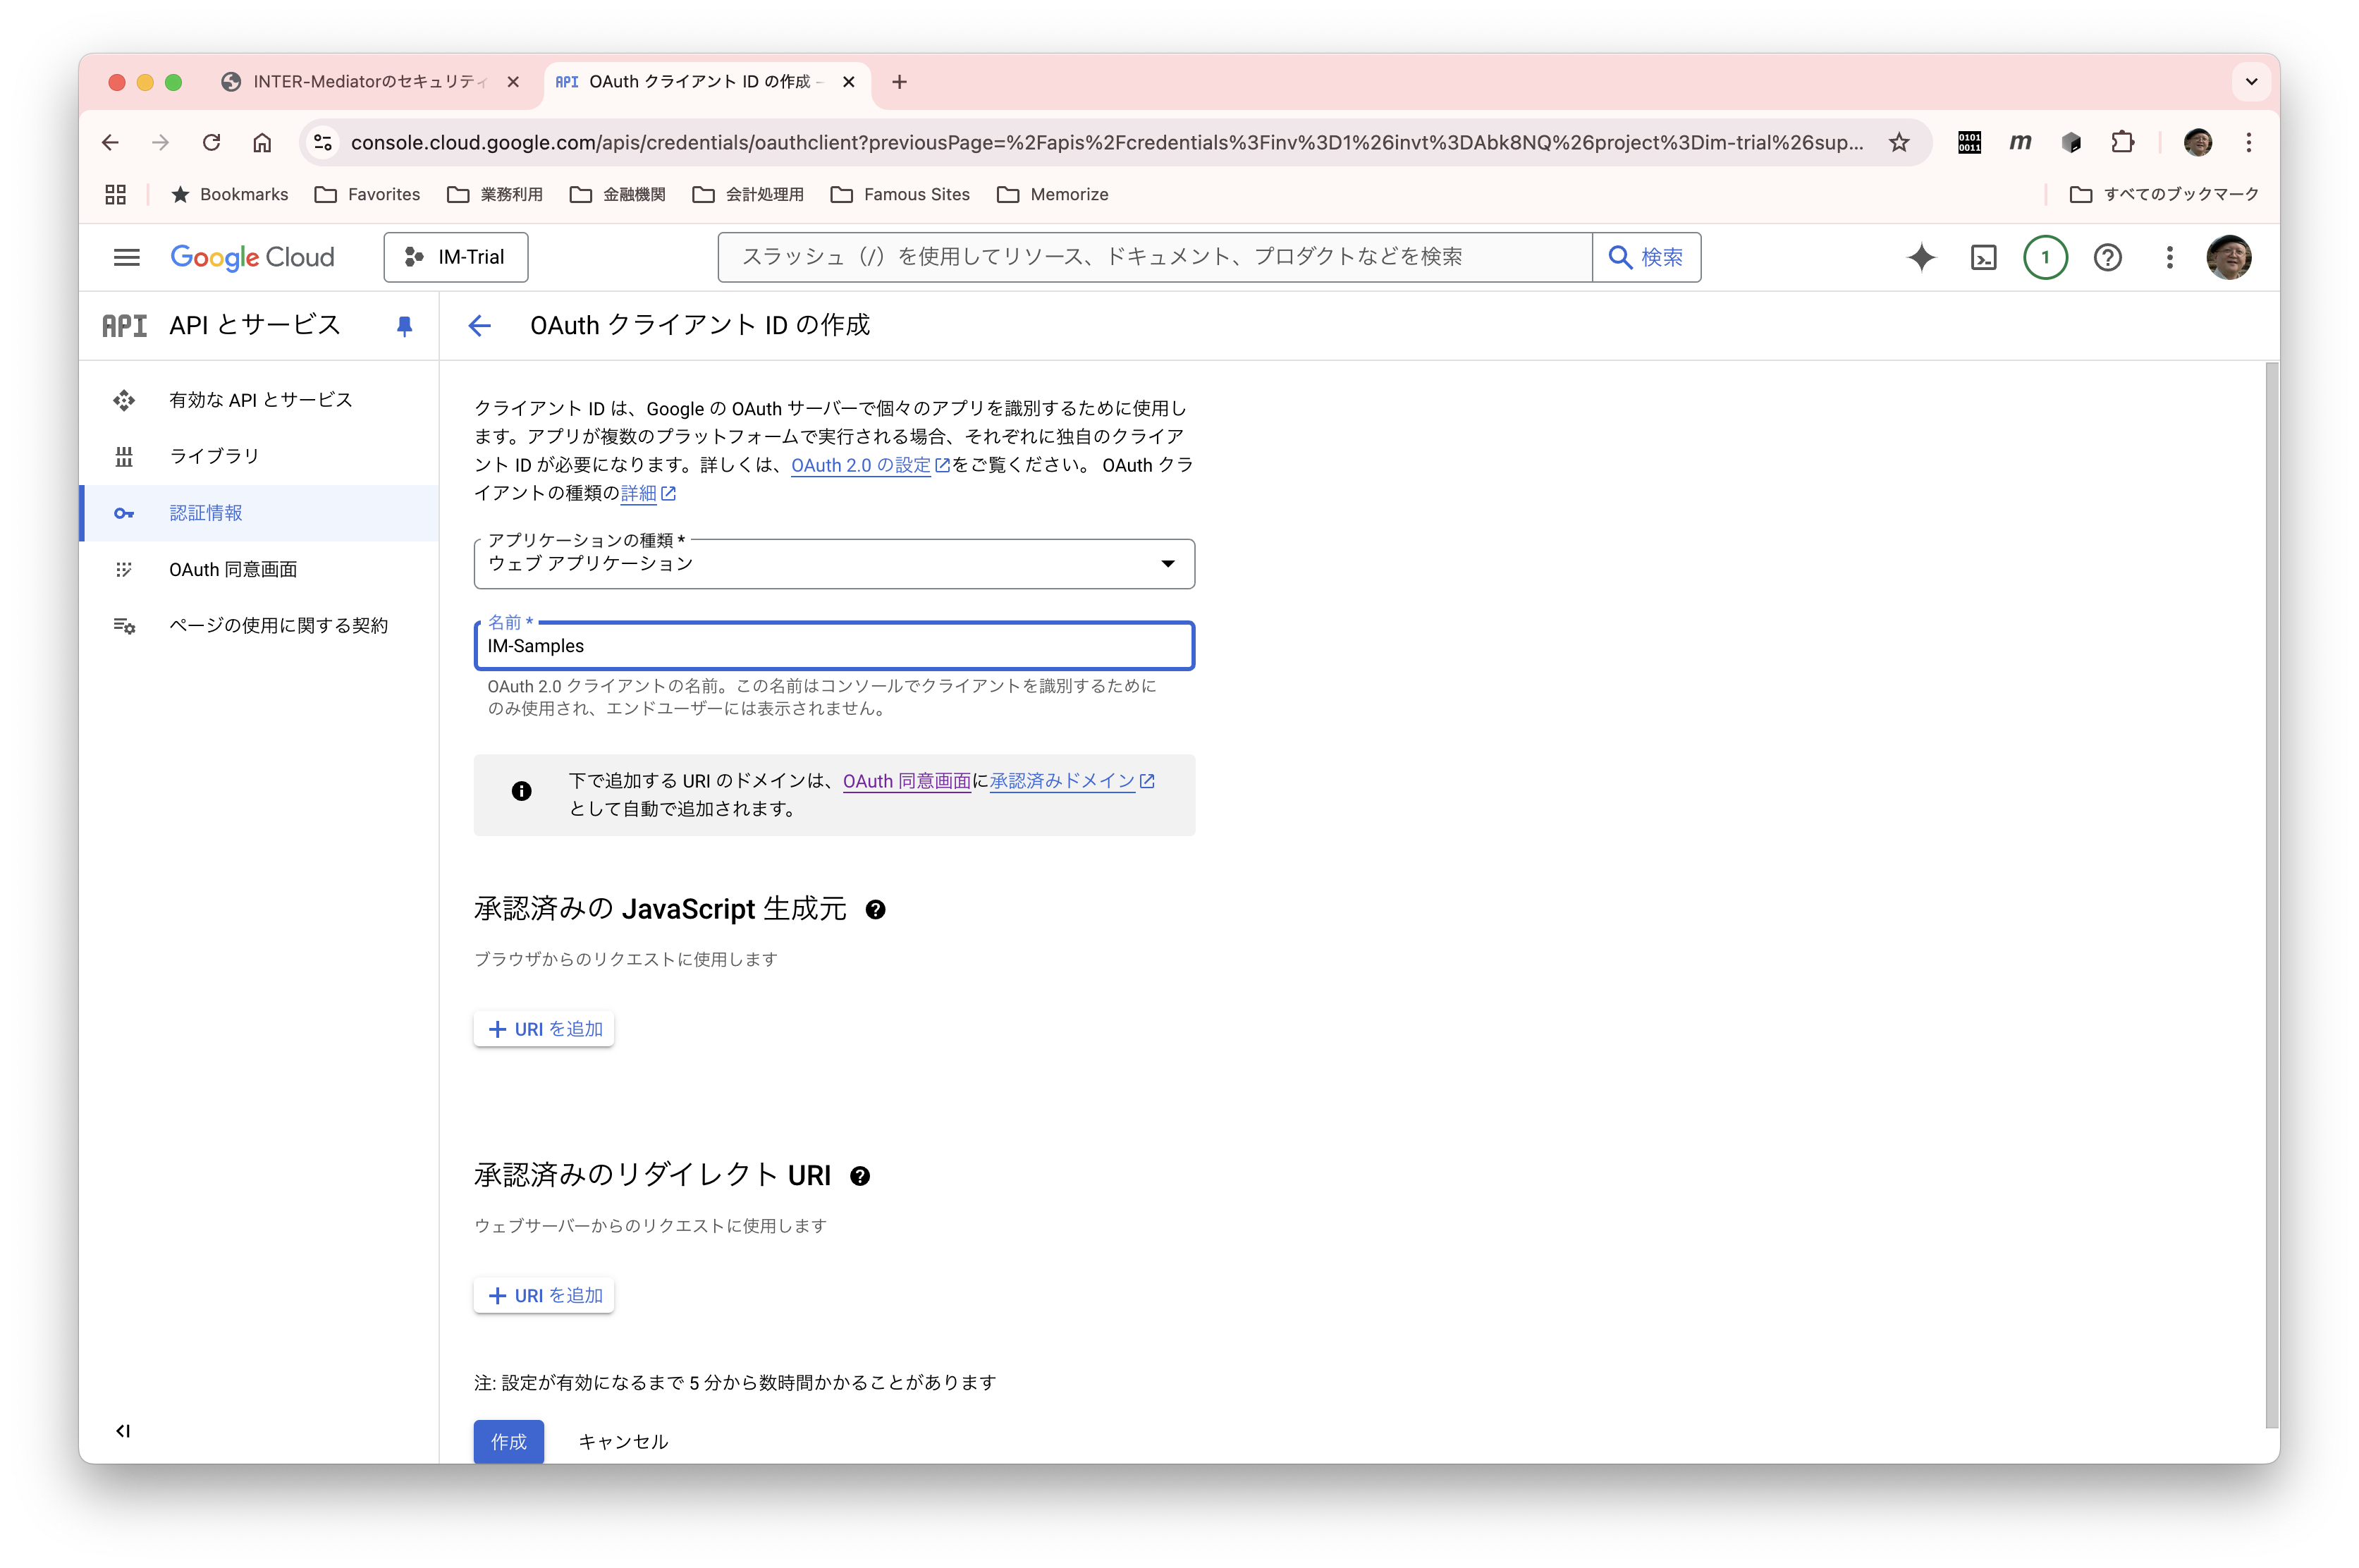 INTER-Mediatorのセキュリティ
API OAuth クライアント ID の作成 –
console.cloud.google.com/apis/credentials/oauthclient?previousPage=%2Fapis%2Fcredentials%3Finv%3D1%26invt%3DAbk8NQ%26project%3Dim-trial%26sup...
0101
0011
m
Bookmarks
Favorites
業務利用
金融機関
会計処理用
Famous Sites
Memorize
すべてのブックマーク
Google Cloud
IM-Trial
スラッシュ（/）を使用してリソース、ドキュメント、プロダクトなどを検索
検索
1
API API とサービス
OAuth クライアント ID の作成
有効な API とサービス
ライブラリ
認証情報
OAuth 同意画面
ページの使用に関する契約
クライアント ID は、Google の OAuth サーバーで個々のアプリを識別するために使用し
ます。アプリが複数のプラットフォームで実行される場合、それぞれに独自のクライア
ント ID が必要になります。詳しくは、OAuth 2.0 の設定をご覧ください。 OAuth クラ
イアントの種類の詳細
アプリケーションの種類 *
ウェブ アプリケーション
名前 *
IM-Samples
OAuth 2.0 クライアントの名前。この名前はコンソールでクライアントを識別するために
のみ使用され、エンドユーザーには表示されません。
下で追加する URI のドメインは、OAuth 同意画面に承認済みドメイン
として自動で追加されます。
承認済みの JavaScript 生成元
ブラウザからのリクエストに使用します
+ URI を追加
承認済みのリダイレクト URI
ウェブサーバーからのリクエストに使用します
+ URI を追加
注: 設定が有効になるまで 5 分から数時間かかることがあります
作成
キャンセル